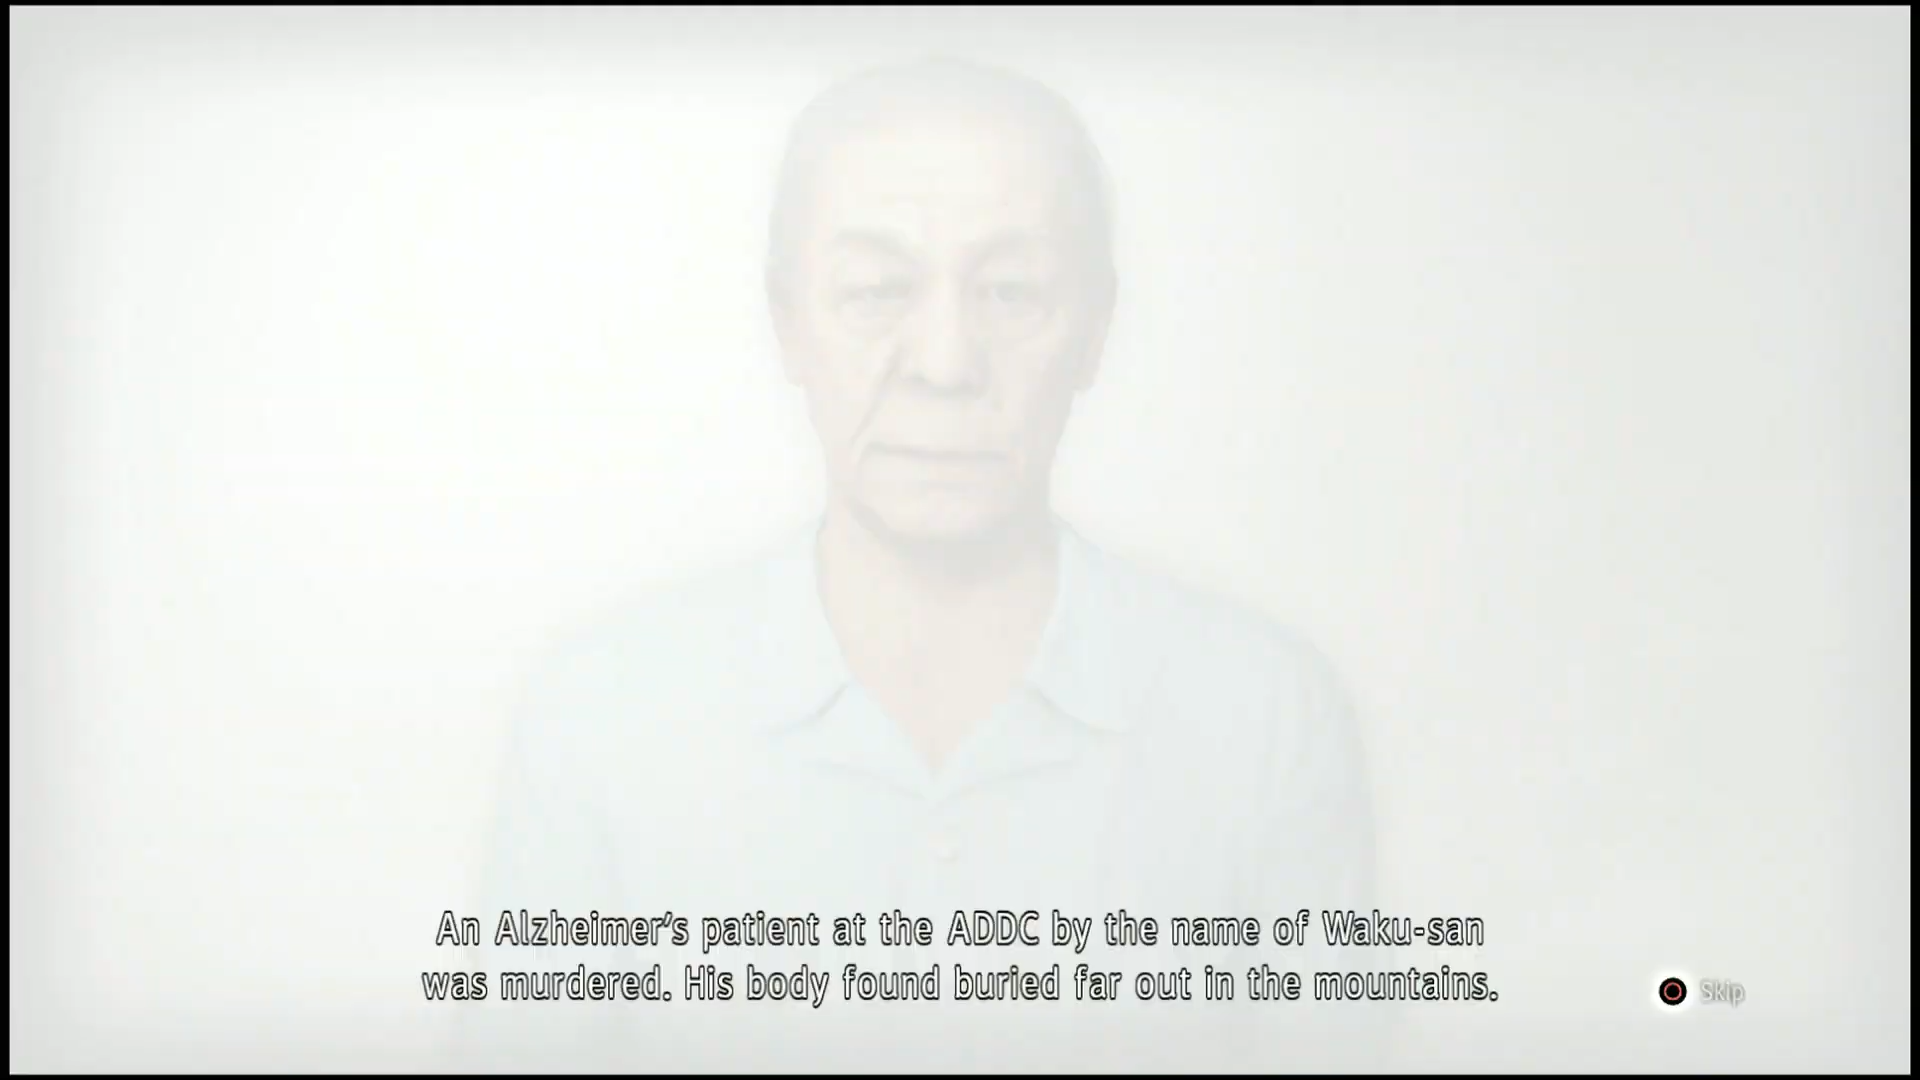 An Alzheimer's patient at the ADDC by the name of Waku-san
was murdered. His body found buried far out in the mountains.
Skip